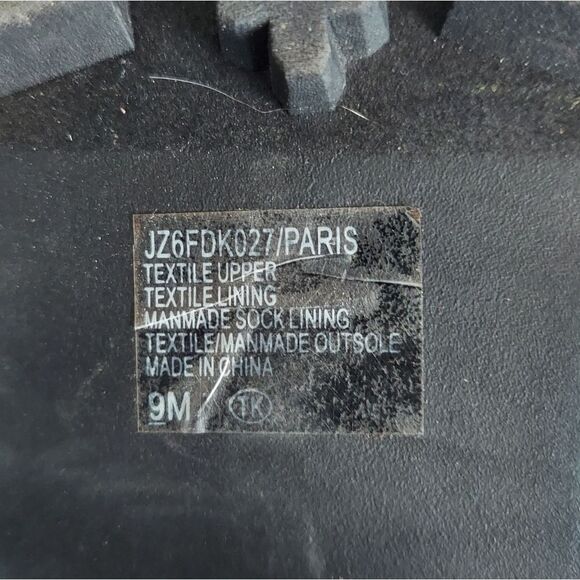 JZ6FDK027/PARIS
TEXTILE UPPER
TEXTILE LINING
MANMADE SOCK LINING
TEXTILE/MANMADE OUTSOLE
MADE IN CHINA
9M TK